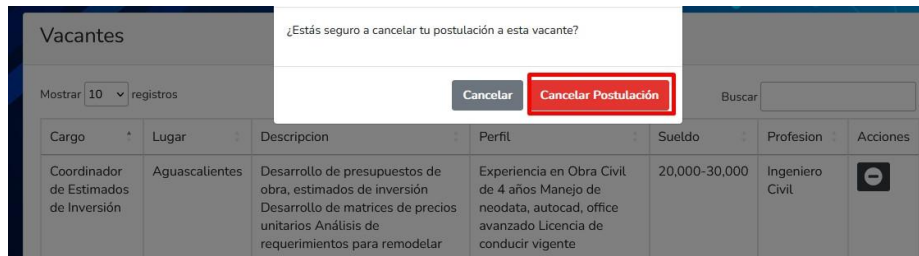 Vacantes
¿Estás seguro a cancelar tu postulación a esta vacante?
Cancelar Cancelar Postulación
Mostrar 10 registros Buscar
Cargo Lugar Descripcion Perfil Sueldo Profesion Acciones
Coordinador Aguascalientes Desarrollo de presupuestos de Experiencia en Obra Civil 20,000-30,000 Ingeniero
de Estimados obra, estimados de inversión de 4 años Manejo de Civil
de Inversión Desarrollo de matrices de precios neodata, autocad, office
unitarios Análisis de avanzado Licencia de
requerimientos para remodelar conducir vigente